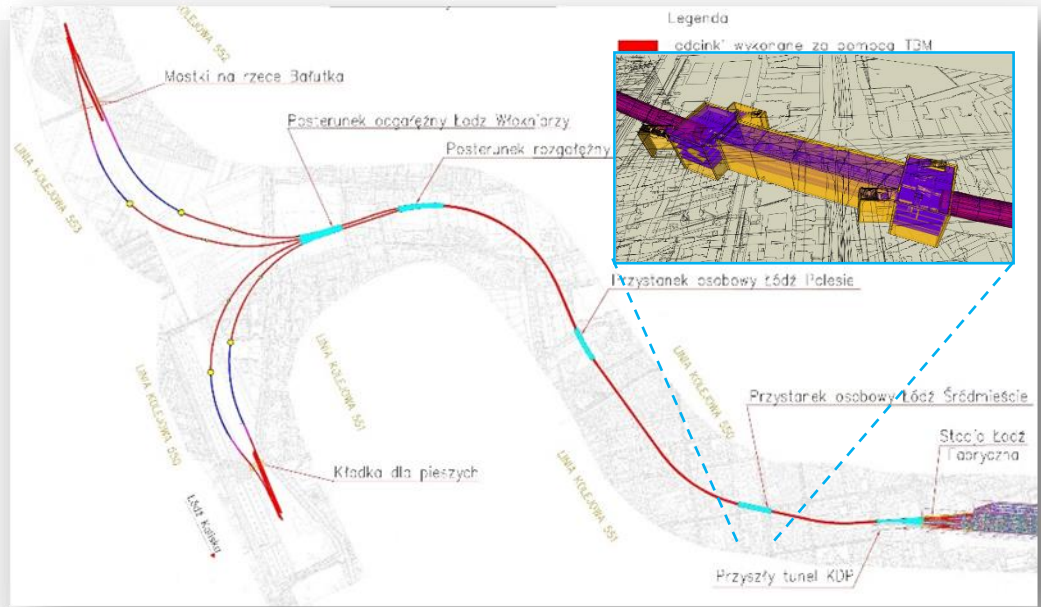 Legenda
odcinki wykonane za pomocą TBM
KOLEJOWA 552
Mostki na rzece Bałutka
Posterunek odgałęźny Łódź Włókniarzy
Posterunek rozgałęźny
LINIA KOLEJOWA 553
Przystanek osobowy Łódź Polesie
LINIA KOLEJOWA 551
LINIA KOLEJOWA 550
Przystanek osobowy Łódź Śródmieście
Stacja Łódź
Fabryczna
LINIA KOLEJOWA 550
Kładka dla pieszych
LINIA KOLEJOWA 551
Łódź Kaliska
Przyszły tunel KDP